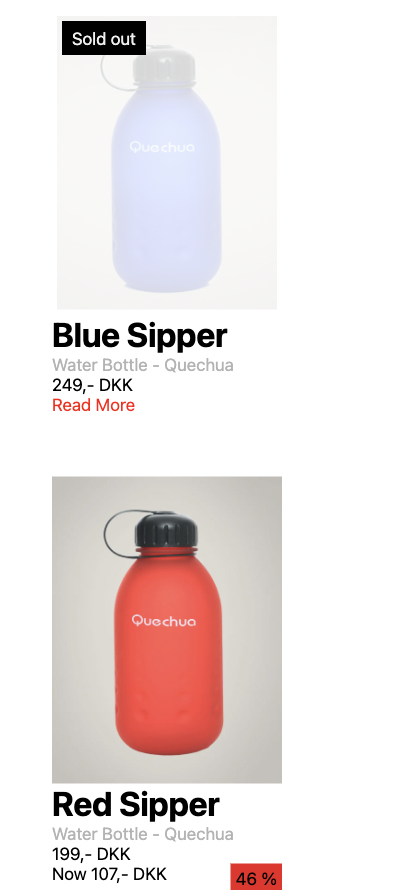 Sold out
Quechua
Blue Sipper
Water Bottle - Quechua
249,- DKK
Read More
Quechua
Red Sipper
Water Bottle - Quechua
199,- DKK
Now 107,- DKK
46 %